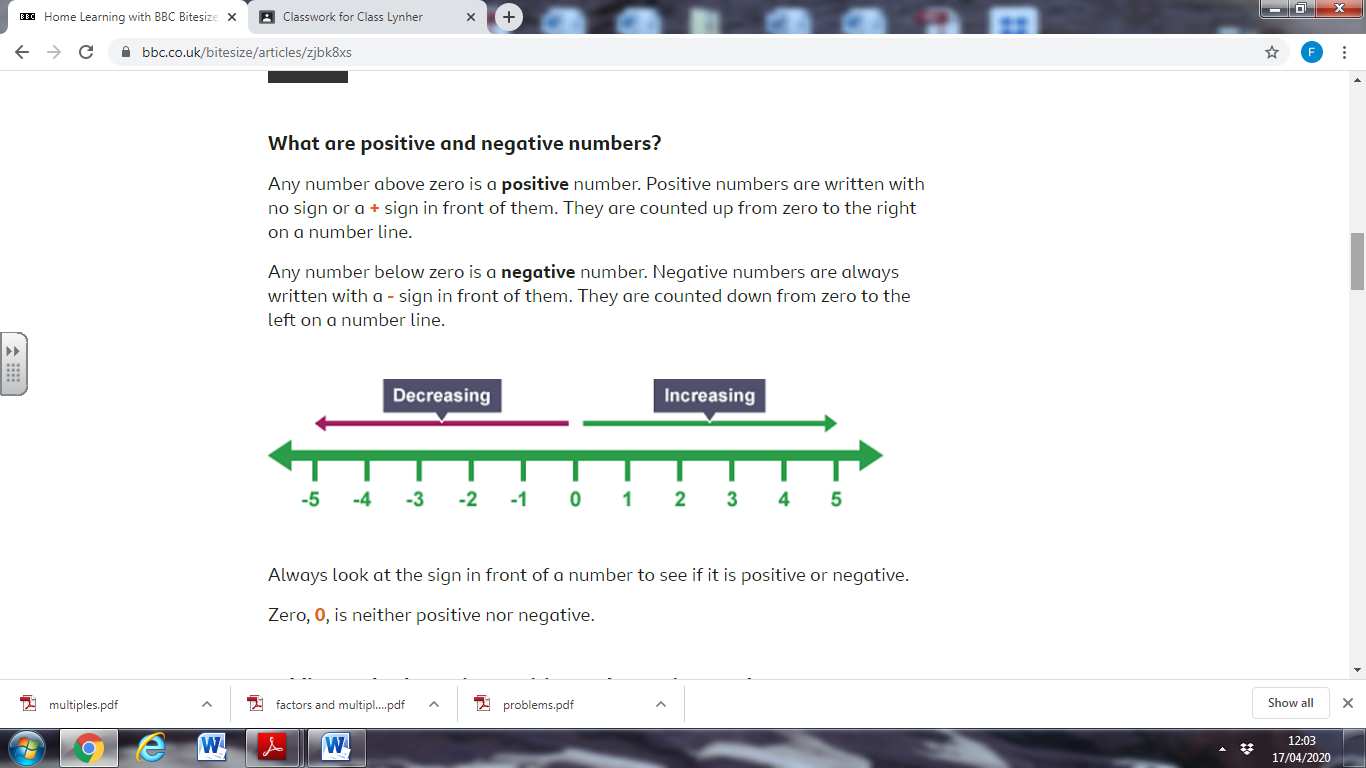 BBC Home Learning with BBC Bitesize
Classwork for Class Lynher
bbc.co.uk/bitesize/articles/zjbk8xs
F
What are positive and negative numbers?
Any number above zero is a positive number. Positive numbers are written with
no sign or a + sign in front of them. They are counted up from zero to the right
on a number line.
Any number below zero is a negative number. Negative numbers are always
written with a - sign in front of them. They are counted down from zero to the
left on a number line.
Decreasing Increasing
-5 -4 -3 -2 -1 0 1 2 3 4 5
Always look at the sign in front of a number to see if it is positive or negative.
Zero, 0, is neither positive nor negative.
multiples.pdf
factors and multipl....pdf
problems.pdf
Show all
12:03
17/04/2020